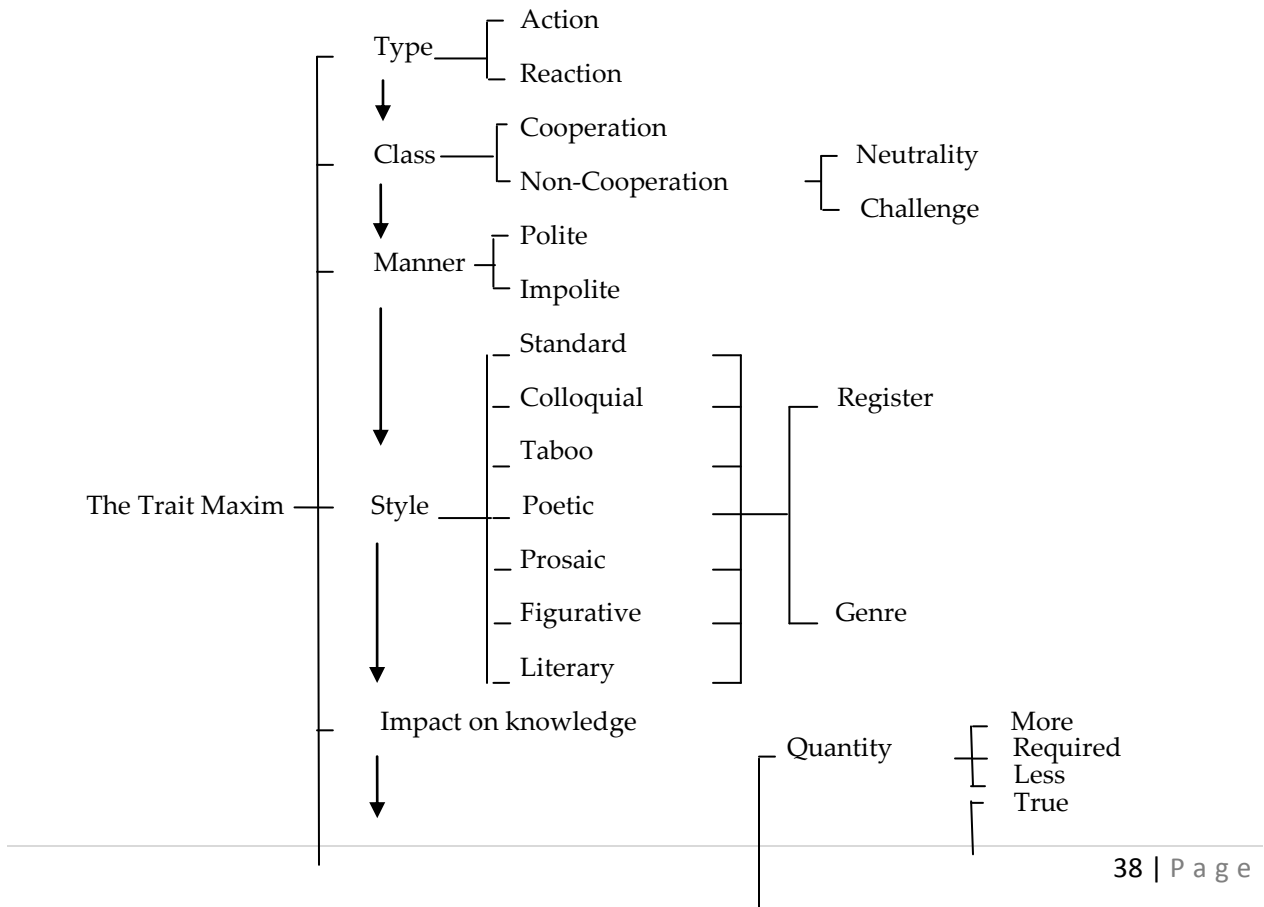 Action
Type
Reaction
Cooperation
Class
Neutrality
Non-Cooperation
Challenge
Polite
Manner
Impolite
Standard
Colloquial
Register
Taboo
The Trait Maxim
Style
Poetic
Prosaic
Figurative
Genre
Literary
Impact on knowledge
More
Quantity
Required
Less
True
38 | Page